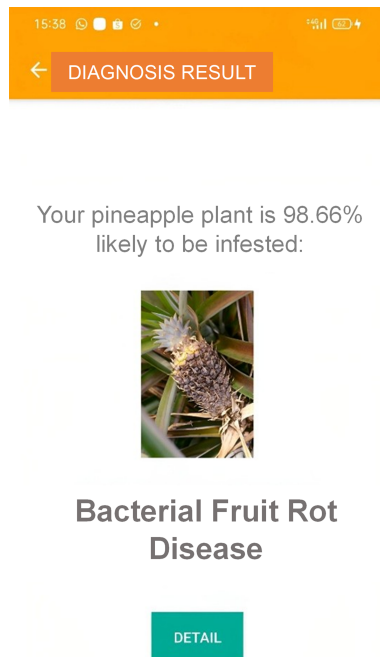 15:38
DIAGNOSIS RESULT
Your pineapple plant is 98.66%
likely to be infested:
Bacterial Fruit Rot
Disease
DETAIL